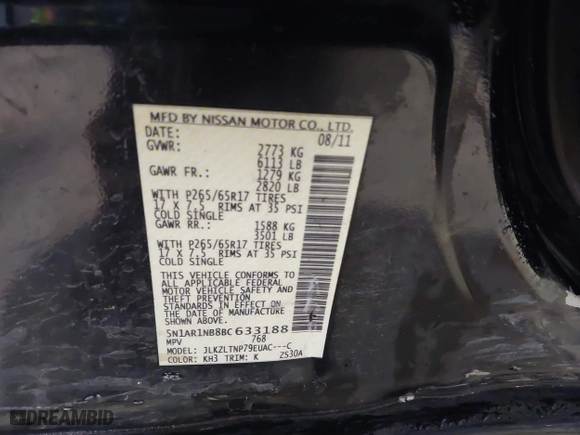 MFD BY NISSAN MOTOR CO., LTD.
DATE: 08/11
GVWR: 2773 KG
6113 LB
GAWR FR.: 1279 KG
2820 LB
WITH P265/65R17 TIRES
17 X 7.5 RIMS AT 35 PSI
COLD SINGLE
GAWR RR.: 1588 KG
3501 LB
WITH P265/65R17 TIRES
17 X 7.5 RIMS AT 35 PSI
COLD SINGLE
THIS VEHICLE CONFORMS TO
ALL APPLICABLE FEDERAL
MOTOR VEHICLE SAFETY AND
AND THEFT PREVENTION
STANDARDS IN EFFECT ON
THE DATE OF MANUFACTURE
SHOWN ABOVE.
5N1AR1NB8BC633188
MPV 768
MODEL: JLKZLTNP79EUAC---C
COLOR: KH3 TRIM: K ZS30A
DREAMBID